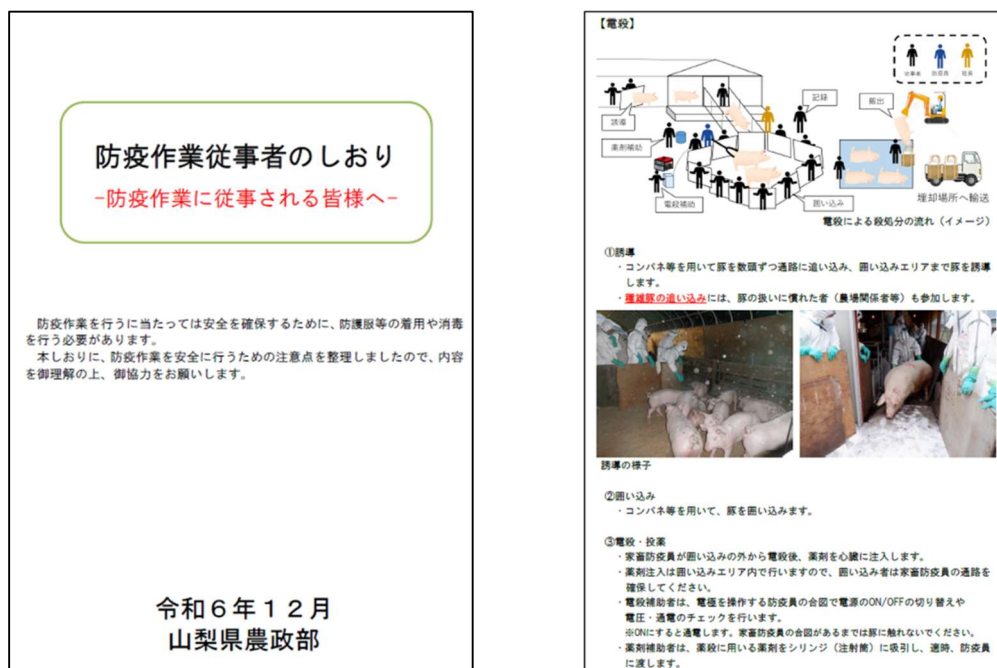 防疫作業従事者のしおり
-防疫作業に従事される皆様へ-
防疫作業を行うに当たっては安全を確保するために、防護服等の着用や消毒
を行う必要があります。
本しおりに、防疫作業を安全に行うための注意点を整理しましたので、内容
を御理解の上、御協力をお願いします。
令和6年12月
山梨県農政部
【電殺】
従事者
防疫員
獣医
誘導
薬剤補助
電殺補助
記録
囲い込み
搬出
埋却場所へ輸送
電殺による殺処分の流れ(イメージ)
①誘導
・コンパネ等を用いて豚を数頭ずつ通路に追い込み、囲い込みエリアまで豚を誘導
します。
・種雄豚の追い込みには、豚の扱いに慣れた者(農場関係者等)も参加します。
誘導の様子
②囲い込み
・コンパネ等を用いて、豚を囲い込みます。
③電殺・投薬
・家畜防疫員が囲い込みの外から電殺後、薬剤を心臓に注入します。
・薬剤注入は囲い込みエリア内で行いますので、囲い込み者は家畜防疫員の通路を
確保してください。
・電殺補助者は、電極を操作する防疫員の合図で電源のON/OFFの切り替えや
電圧・通電のチェックを行います。
※ONにすると通電します。家畜防疫員の合図があるまでは豚に触れないでください。
・薬剤補助者は、薬殺に用いる薬剤をシリンジ(注射筒)に吸引し、適時、防疫員
に渡します。